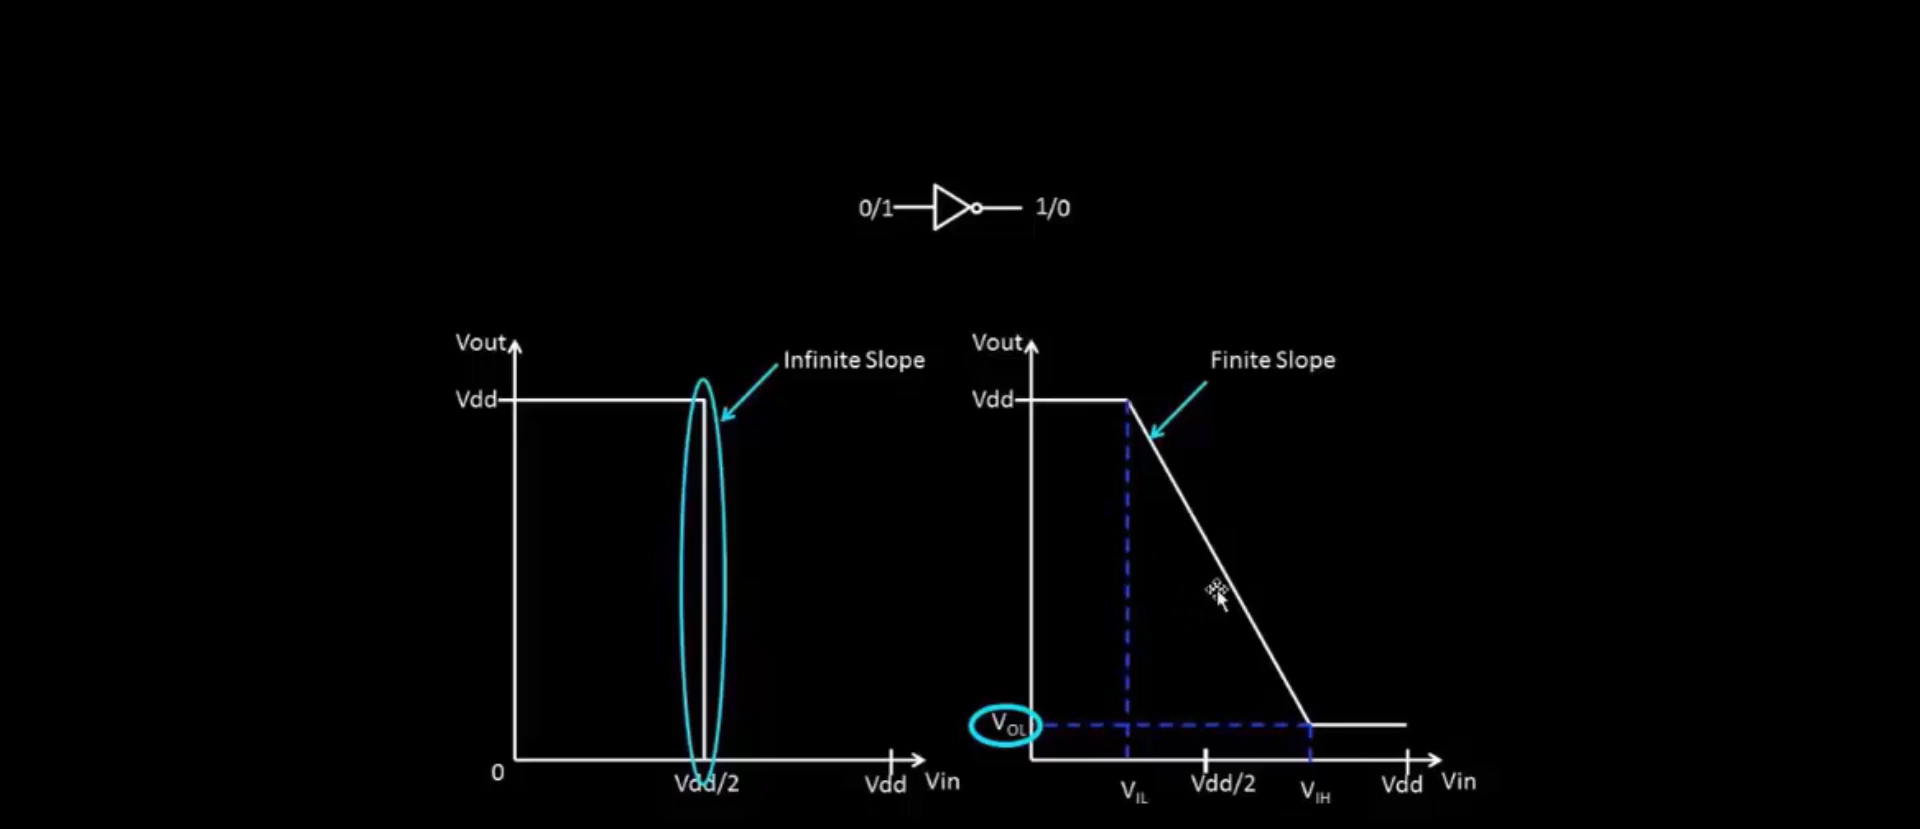 0/1 1/0
Vout
Infinite Slope
Vdd
0
Vdd/2
Vdd
Vin
Vout
Finite Slope
Vdd
VOL
VIL
Vdd/2
VIH
Vdd
Vin